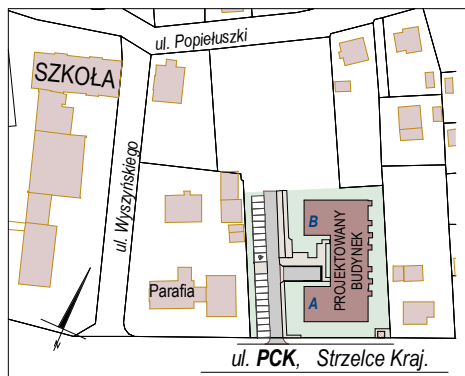 ul. Popiełuszki
SZKOŁA
ul. Wyszyńskiego
B
PROJEKTOWANY
BUDYNEK
A
Parafia
N
ul. PCK, Strzelce Kraj.